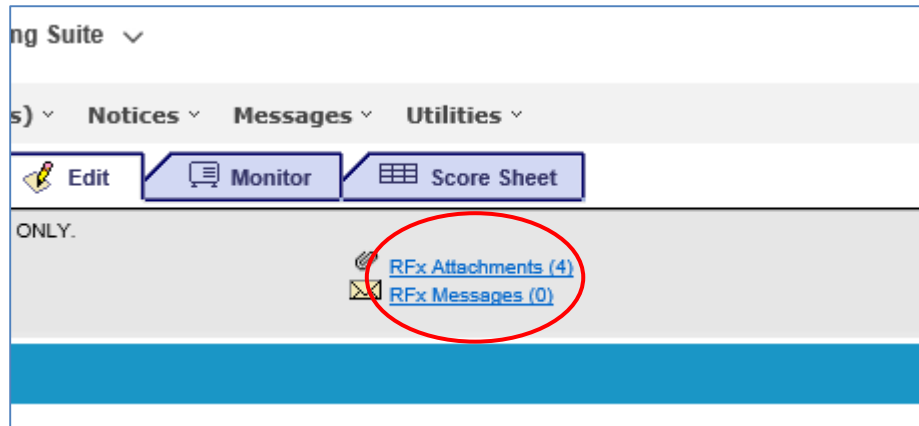 ng Suite
s) Notices Messages Utilities
Edit Monitor Score Sheet
ONLY.
RFx Attachments (4)
RFx Messages (0)